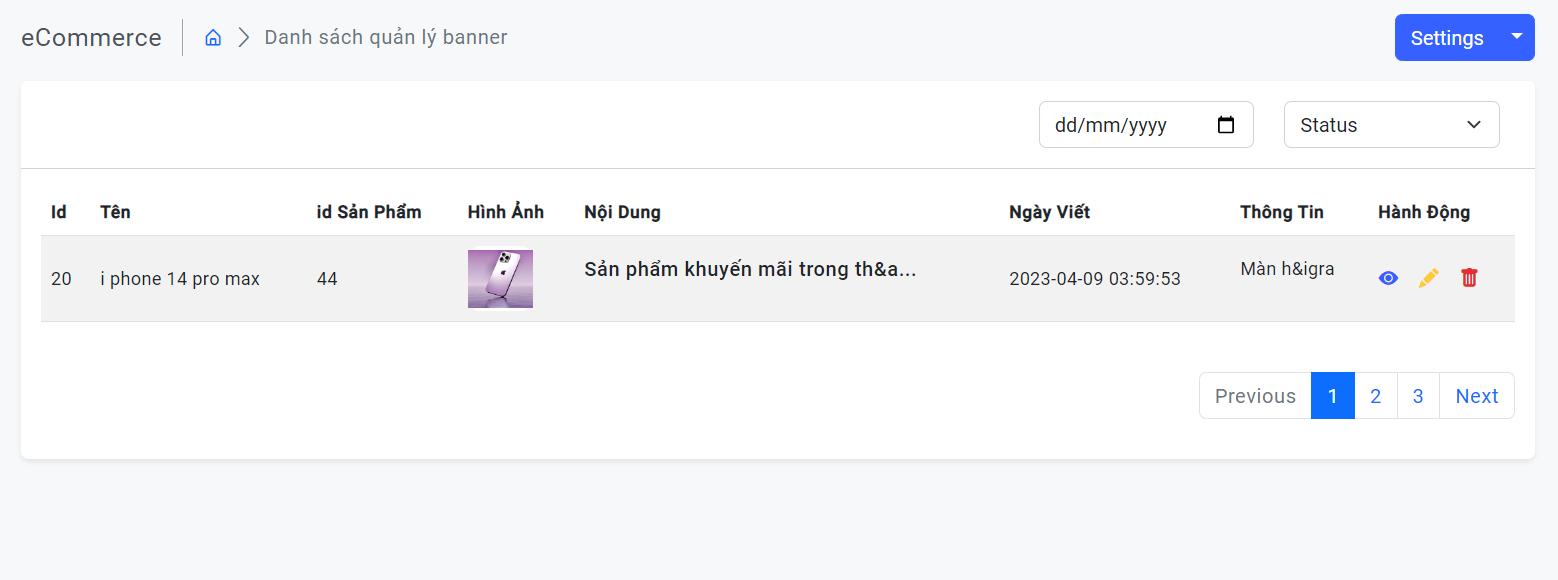 eCommerce Danh sách quản lý banner Settings
dd/mm/yyyy Status
Id Tên id Sản Phẩm Hình Ảnh Nội Dung Ngày Viết Thông Tin Hành Động
20 i phone 14 pro max 44 Sản phẩm khuyến mãi trong th&a... 2023-04-09 03:59:53 Màn h&igra
Previous 1 2 3 Next